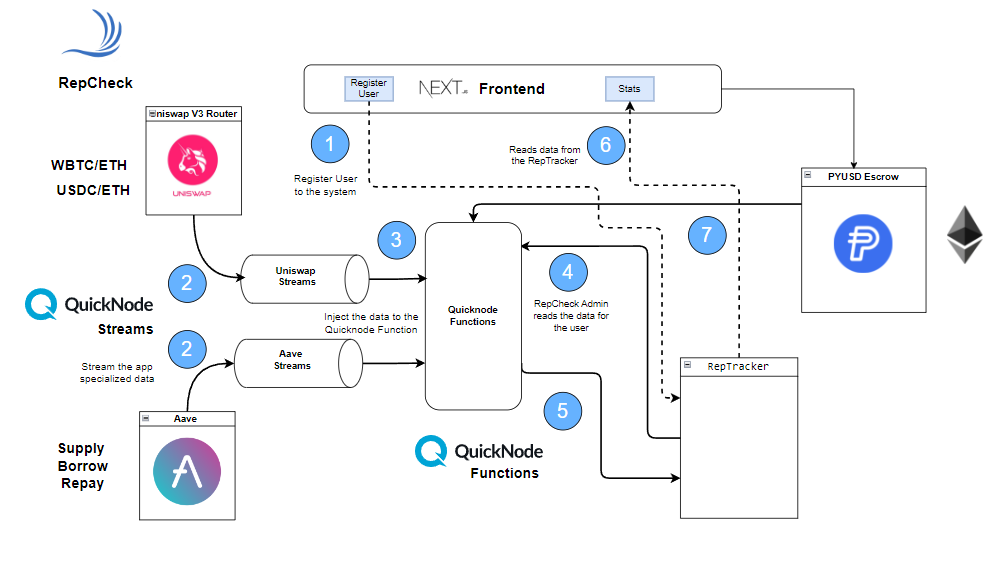 RepCheck
Register
User
NEXT.JS Frontend
Stats
Uniswap V3 Router
UNISWAP
WBTC/ETH
USDC/ETH
1
Register User
to the system
6
Reads data from
the RepTracker
PYUSD Escrow
2
Uniswap
Streams
3
7
QuickNode
Streams
Inject the data to the
Quicknode Function
Quicknode
Functions
4
RepCheck Admin
reads the data for
the user
2
Stream the app
specialized data
Aave
Streams
RepTracker
5
Aave
Supply
Borrow
Repay
QuickNode
Functions